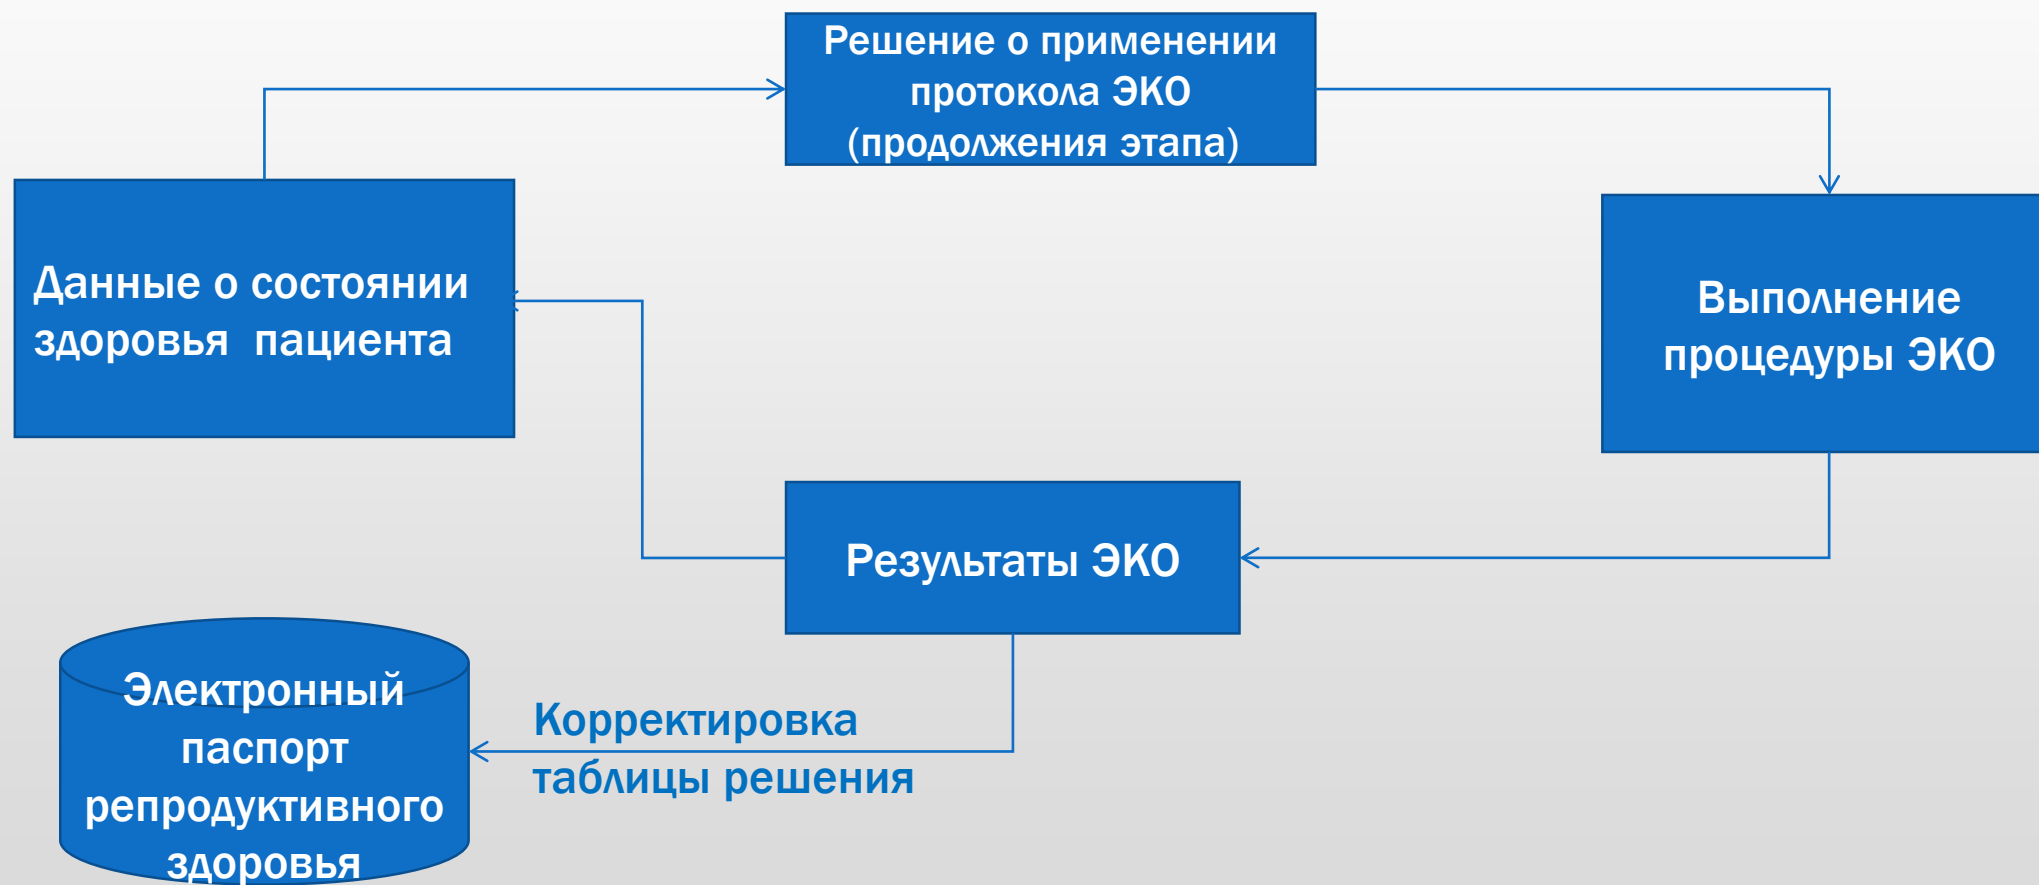 Решение о применении
протокола ЭКО
(продолжения этапа)
Данные о состоянии
здоровья пациента
Выполнение
процедуры ЭКО
Результаты ЭКО
Электронный
паспорт
репродуктивного
здоровья
Корректировка
таблицы решения